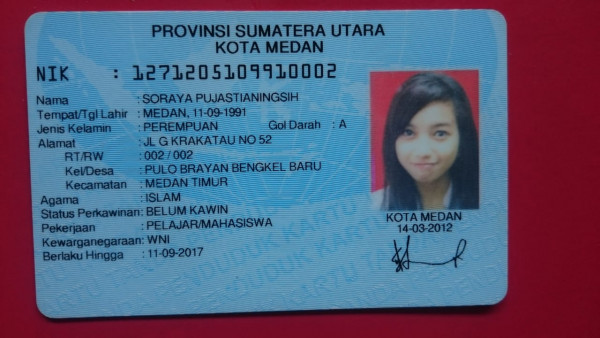 PROVINSI SUMATERA UTARA
KOTA MEDAN
NIK : 1271205109910002
Nama : SORAYA PUJASTIANINGSIH
Tempat/Tgl Lahir : MEDAN, 11-09-1991
Jenis Kelamin : PEREMPUAN Gol Darah : A
Alamat : JL G KRAKATAU NO 52
RT/RW : 002 / 002
Kel/Desa : PULO BRAYAN BENGKEL BARU
Kecamatan : MEDAN TIMUR
Agama : ISLAM
Status Perkawinan: BELUM KAWIN
Pekerjaan : PELAJAR/MAHASISWA
Kewarganegaraan: WNI
Berlaku Hingga : 11-09-2017
KOTA MEDAN
14-03-2012